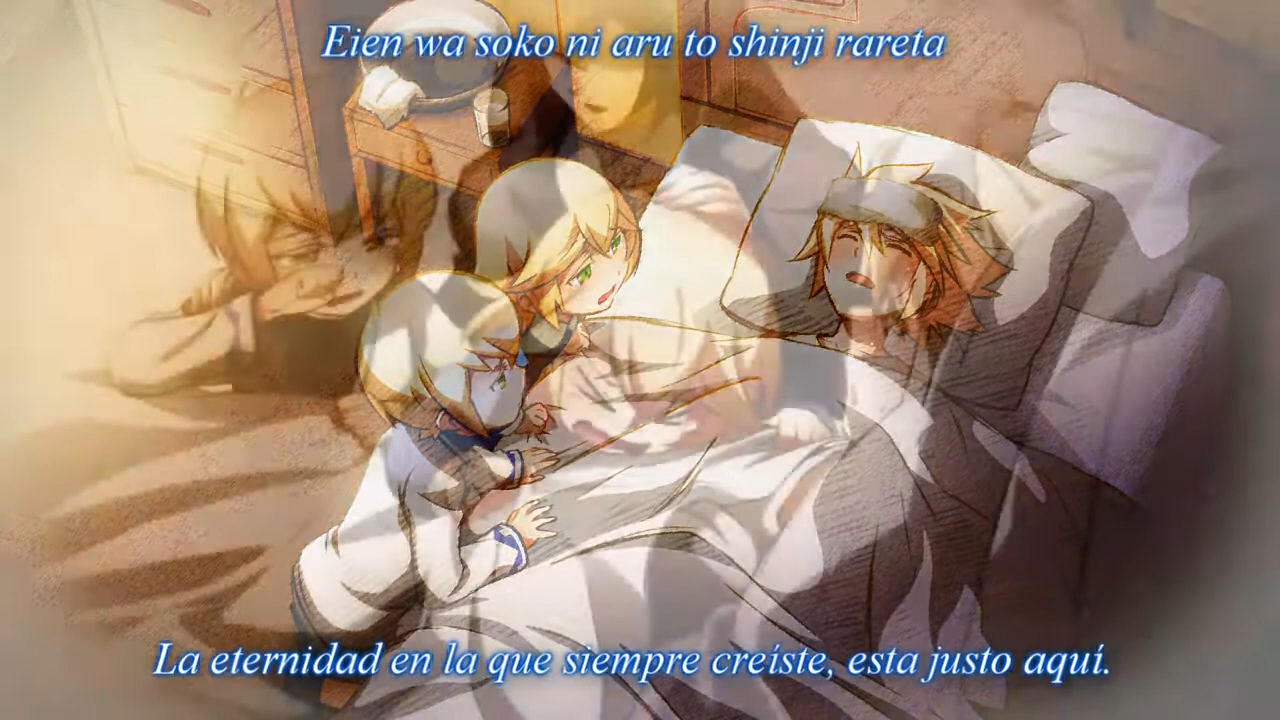 Eien wa soko ni aru to shinji rareta
La eternidad en la que siempre creíste, esta justo aquí.